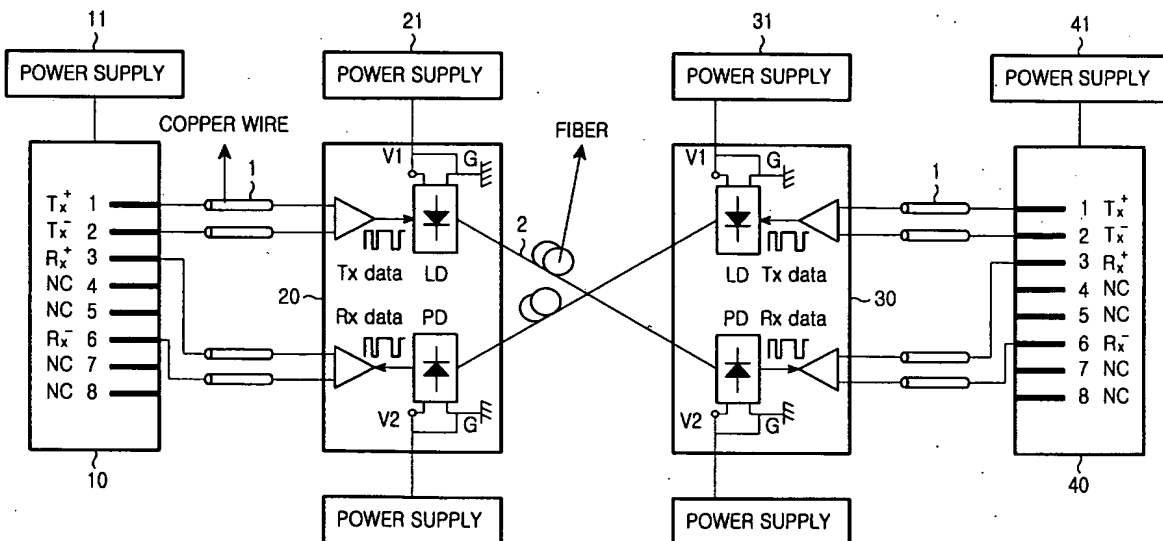 11
21
31
41
POWER SUPPLY
POWER SUPPLY
POWER SUPPLY
POWER SUPPLY
COPPER WIRE
FIBER
1
V1
G
V1
G
1
Tx+ 1
Tx- 2
Rx+ 3
NC 4
NC 5
Rx- 6
NC 7
NC 8
2
Tx data
LD
LD
Tx data
20
30
Rx data
PD
PD
Rx data
V2
G
V2
G
1 Tx+
2 Tx-
3 Rx+
4 NC
5 NC
6 Rx-
7 NC
8 NC
10
40
POWER SUPPLY
POWER SUPPLY